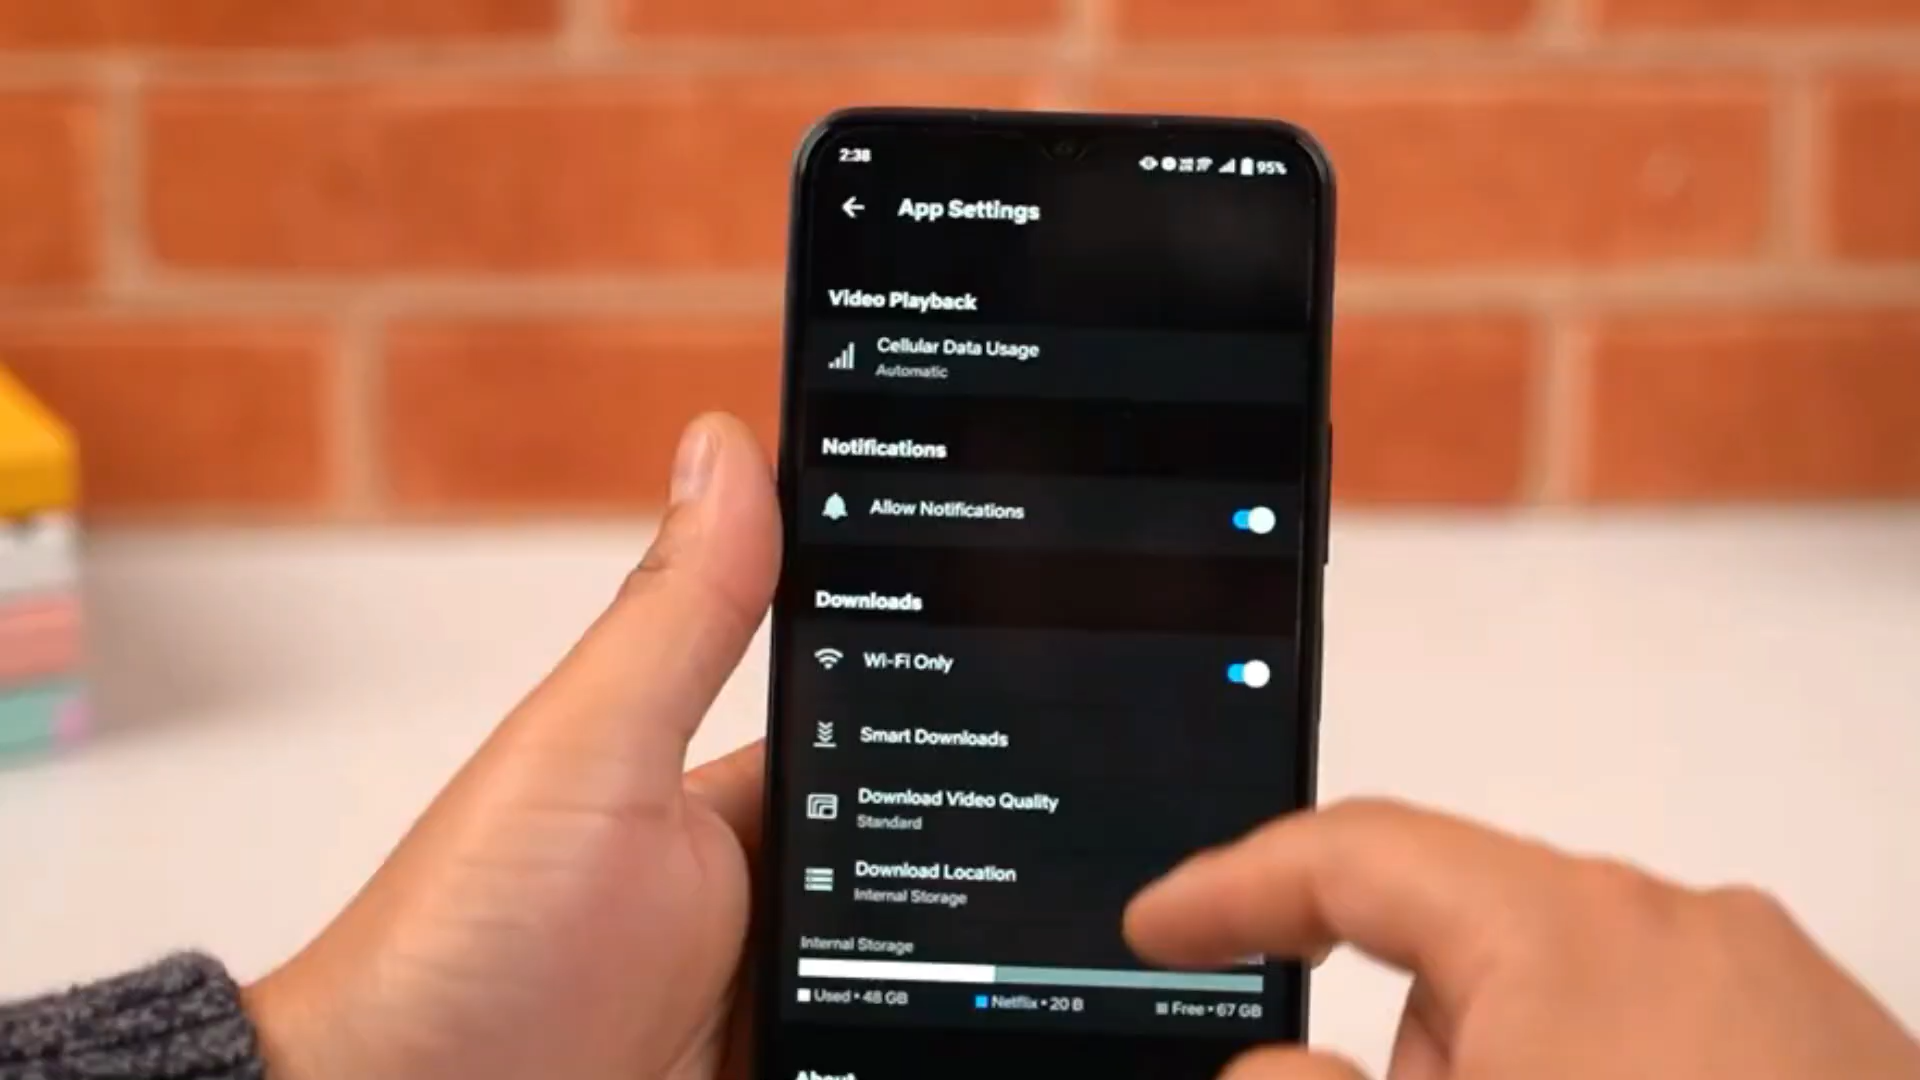 2:38
95%
App Settings
Video Playback
Cellular Data Usage
Automatic
Notifications
Allow Notifications
Downloads
Wi-Fi Only
Smart Downloads
Download Video Quality
Standard
Download Location
Internal Storage
Internal Storage
Used • 48 GB
Netflix • 20 B
Free • 67 GB
About